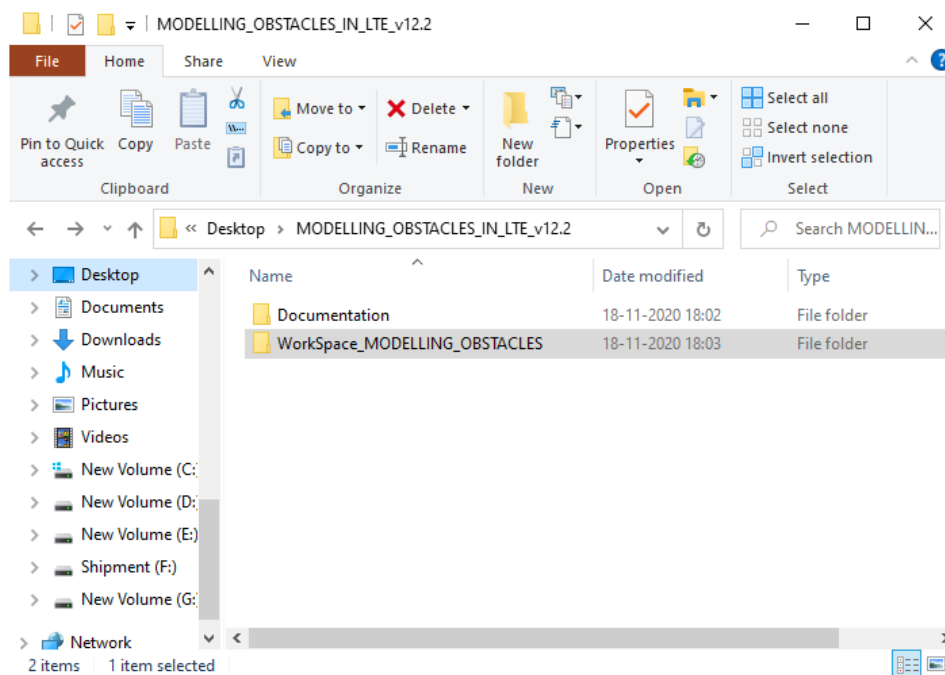 MODELLING_OBSTACLES_IN_LTE_v12.2
File Home Share View
Pin to Quick access
Copy
Paste
Move to
Copy to
Delete
Rename
New folder
Properties
Select all
Select none
Invert selection
Clipboard Organize New Open Select
« Desktop › MODELLING_OBSTACLES_IN_LTE_v12.2
Search MODELLIN...
Name Date modified Type
Documentation 18-11-2020 18:02 File folder
WorkSpace_MODELLING_OBSTACLES 18-11-2020 18:03 File folder
Desktop
Documents
Downloads
Music
Pictures
Videos
New Volume (C:)
New Volume (D:)
New Volume (E:)
Shipment (F:)
New Volume (G:)
Network
2 items 1 item selected